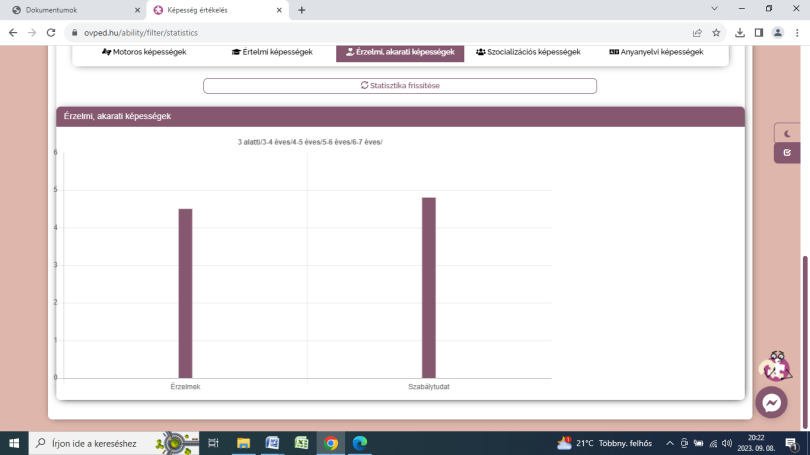 Dokumentumok
Képesség értékelés
ovped.hu/ability/filter/statistics
Motoros képességek
Értelmi képességek
Érzelmi, akarati képességek
Szocializációs képességek
Anyanyelvi képességek
Statisztika frissítése
Érzelmi, akarati képességek
3 alatti/3-4 éves/4-5 éves/5-6 éves/6-7 éves/
6
5
4
3
2
1
0
Érzelmek
Szabálytudat
Írjon ide a kereséshez
21°C Többny. felhős
20:22
2023. 09. 08.
1